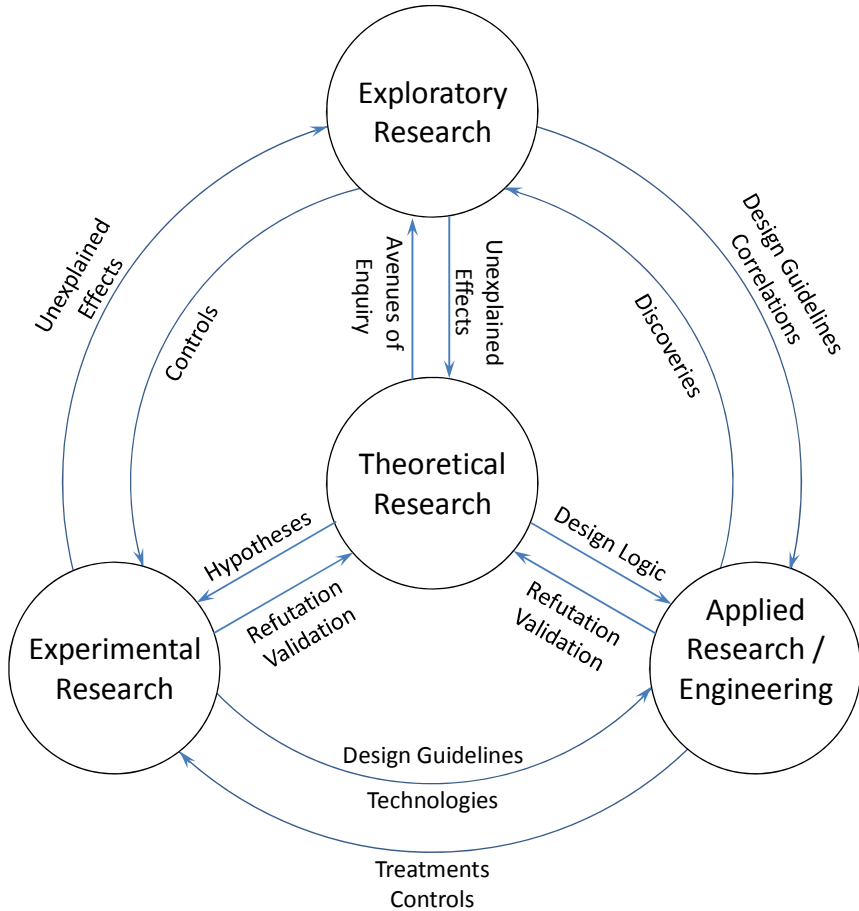 Exploratory
Research
Unexplained
Effects
Controls
Avenues of
Enquiry
Unexplained
Effects
Discoveries
Design Guidelines
Correlations
Theoretical
Research
Hypotheses
Refutation
Validation
Design Logic
Refutation
Validation
Experimental
Research
Applied
Research /
Engineering
Design Guidelines
Technologies
Treatments
Controls